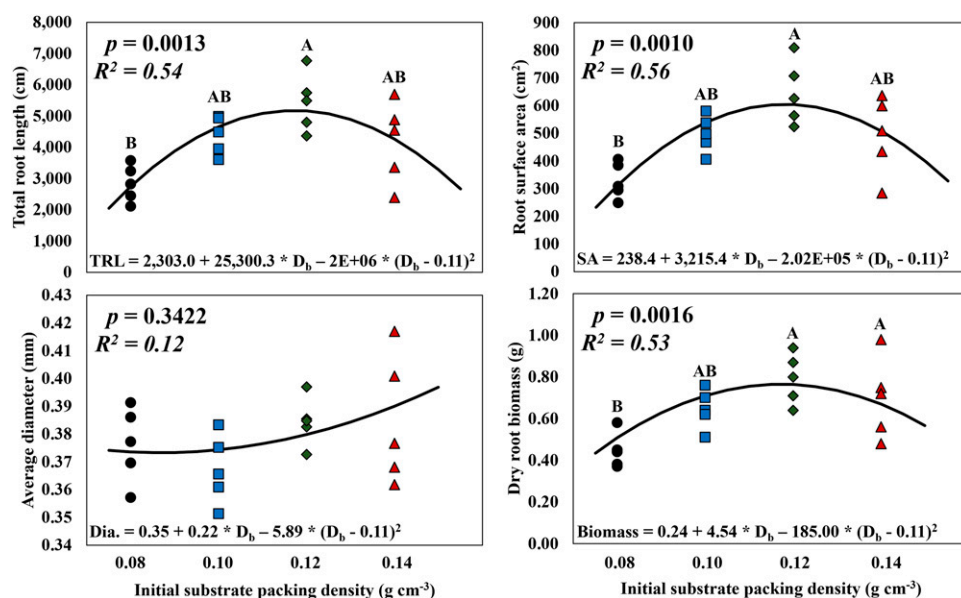 8,000
7,000
6,000
5,000
4,000
3,000
2,000
1,000
0
Total root length (cm)
p = 0.0013
R² = 0.54
B
AB
A
AB
TRL = 2,303.0 + 25,300.3 * Db – 2E+06 * (Db - 0.11)²
900
800
700
600
500
400
300
200
100
0
Root surface area (cm²)
p = 0.0010
R² = 0.56
B
AB
A
AB
SA = 238.4 + 3,215.4 * Db – 2.02E+05 * (Db - 0.11)²
0.43
0.42
0.41
0.40
0.39
0.38
0.37
0.36
0.35
0.34
Average diameter (mm)
p = 0.3422
R² = 0.12
Dia. = 0.35 + 0.22 * Db – 5.89 * (Db - 0.11)²
0.08
0.10
0.12
0.14
Initial substrate packing density (g cm⁻³)
1.20
1.00
0.80
0.60
0.40
0.20
0.00
Dry root biomass (g)
p = 0.0016
R² = 0.53
B
AB
A
A
Biomass = 0.24 + 4.54 * Db – 185.00 * (Db - 0.11)²
0.08
0.10
0.12
0.14
Initial substrate packing density (g cm⁻³)